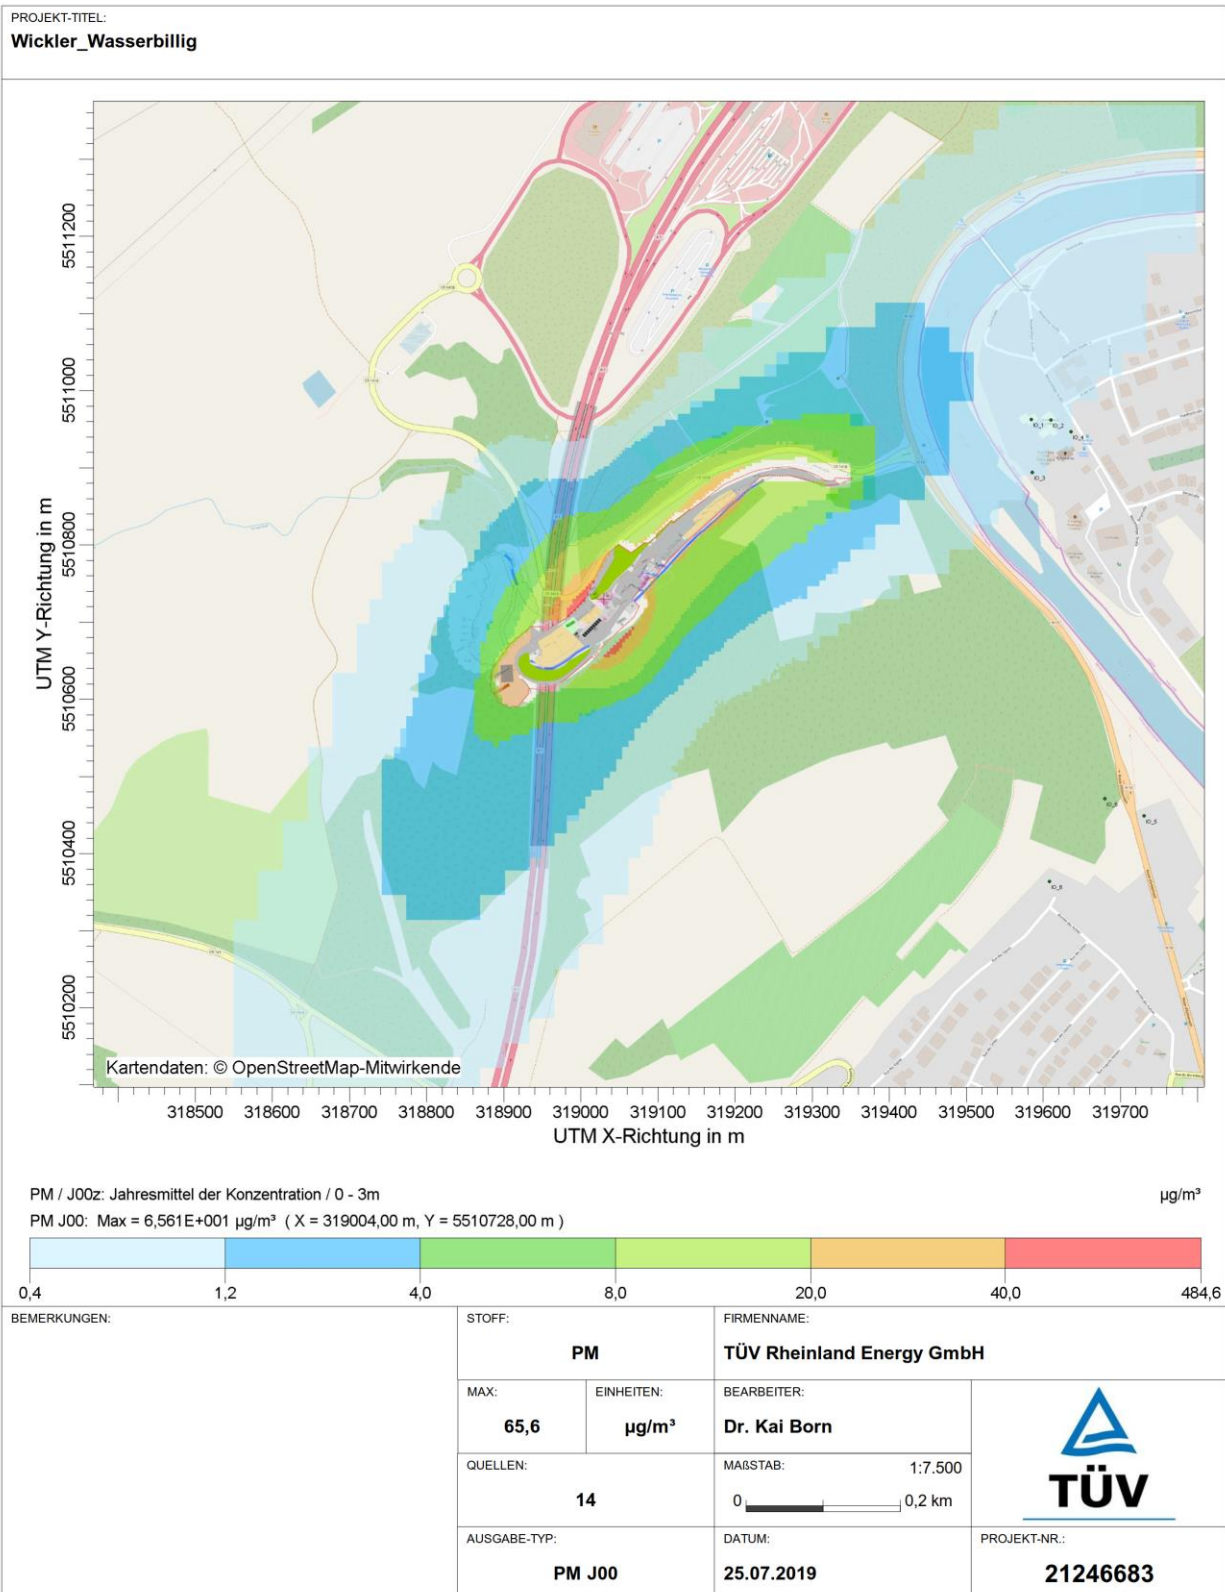 PROJEKT-TITEL:
Wickler_Wasserbillig
UTM Y-Richtung in m
5511200
5511000
5510800
5510600
5510400
5510200
IO_1
IO_2
IO_4
IO_3
IO_5
Kartendaten: © OpenStreetMap-Mitwirkende
318500 318600 318700 318800 318900 319000 319100 319200 319300 319400 319500 319600 319700
UTM X-Richtung in m
PM / J00z: Jahresmittel der Konzentration / 0 - 3m µg/m³
PM J00: Max = 6,561E+001 µg/m³ ( X = 319004,00 m, Y = 5510728,00 m )
0,4 1,2 4,0 8,0 20,0 40,0 484,6
BEMERKUNGEN:
STOFF:
PM
FIRMENNAME:
TÜV Rheinland Energy GmbH
MAX:
65,6
EINHEITEN:
µg/m³
BEARBEITER:
Dr. Kai Born
QUELLEN:
14
MAßSTAB: 1:7.500
0 0,2 km
TÜV
AUSGABE-TYP:
PM J00
DATUM:
25.07.2019
PROJEKT-NR.:
21246683